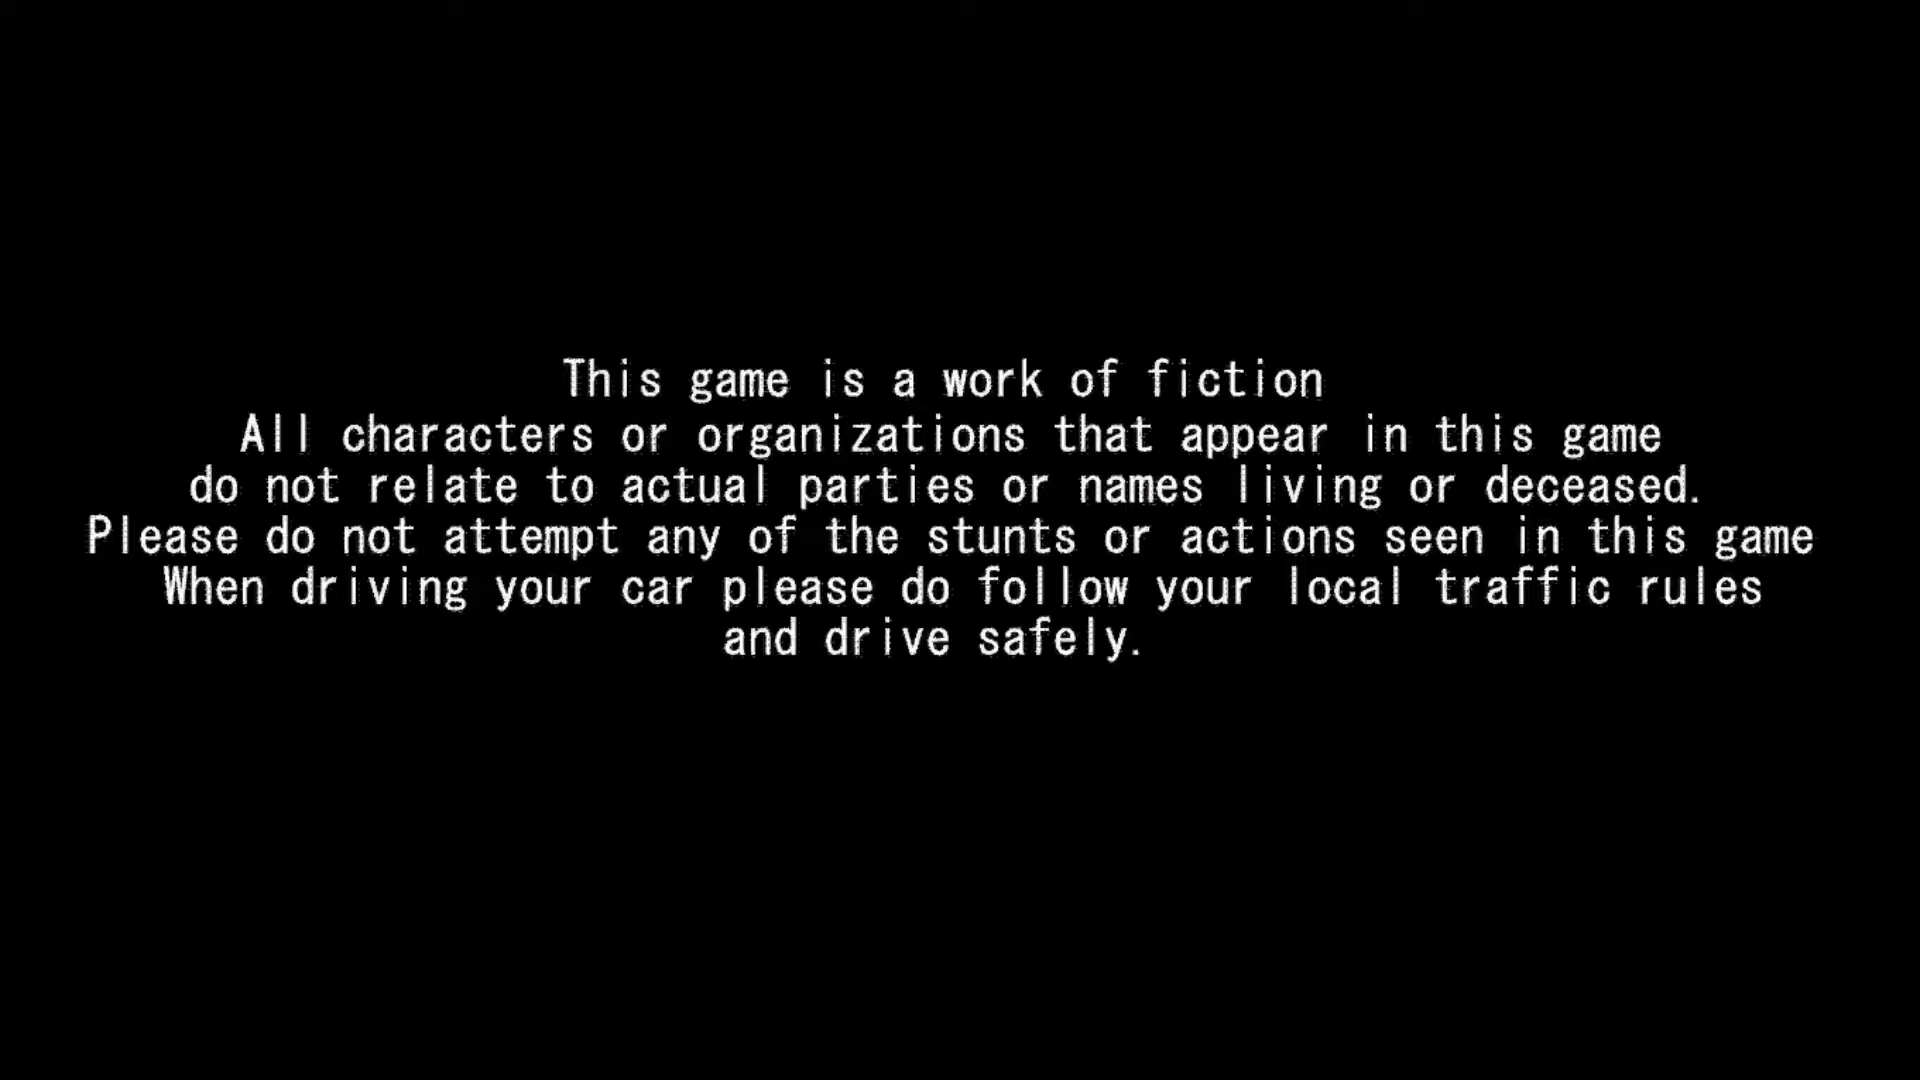 This game is a work of fiction
All characters or organizations that appear in this game
do not relate to actual parties or names living or deceased.
Please do not attempt any of the stunts or actions seen in this game
When driving your car please do follow your local traffic rules
and drive safely.